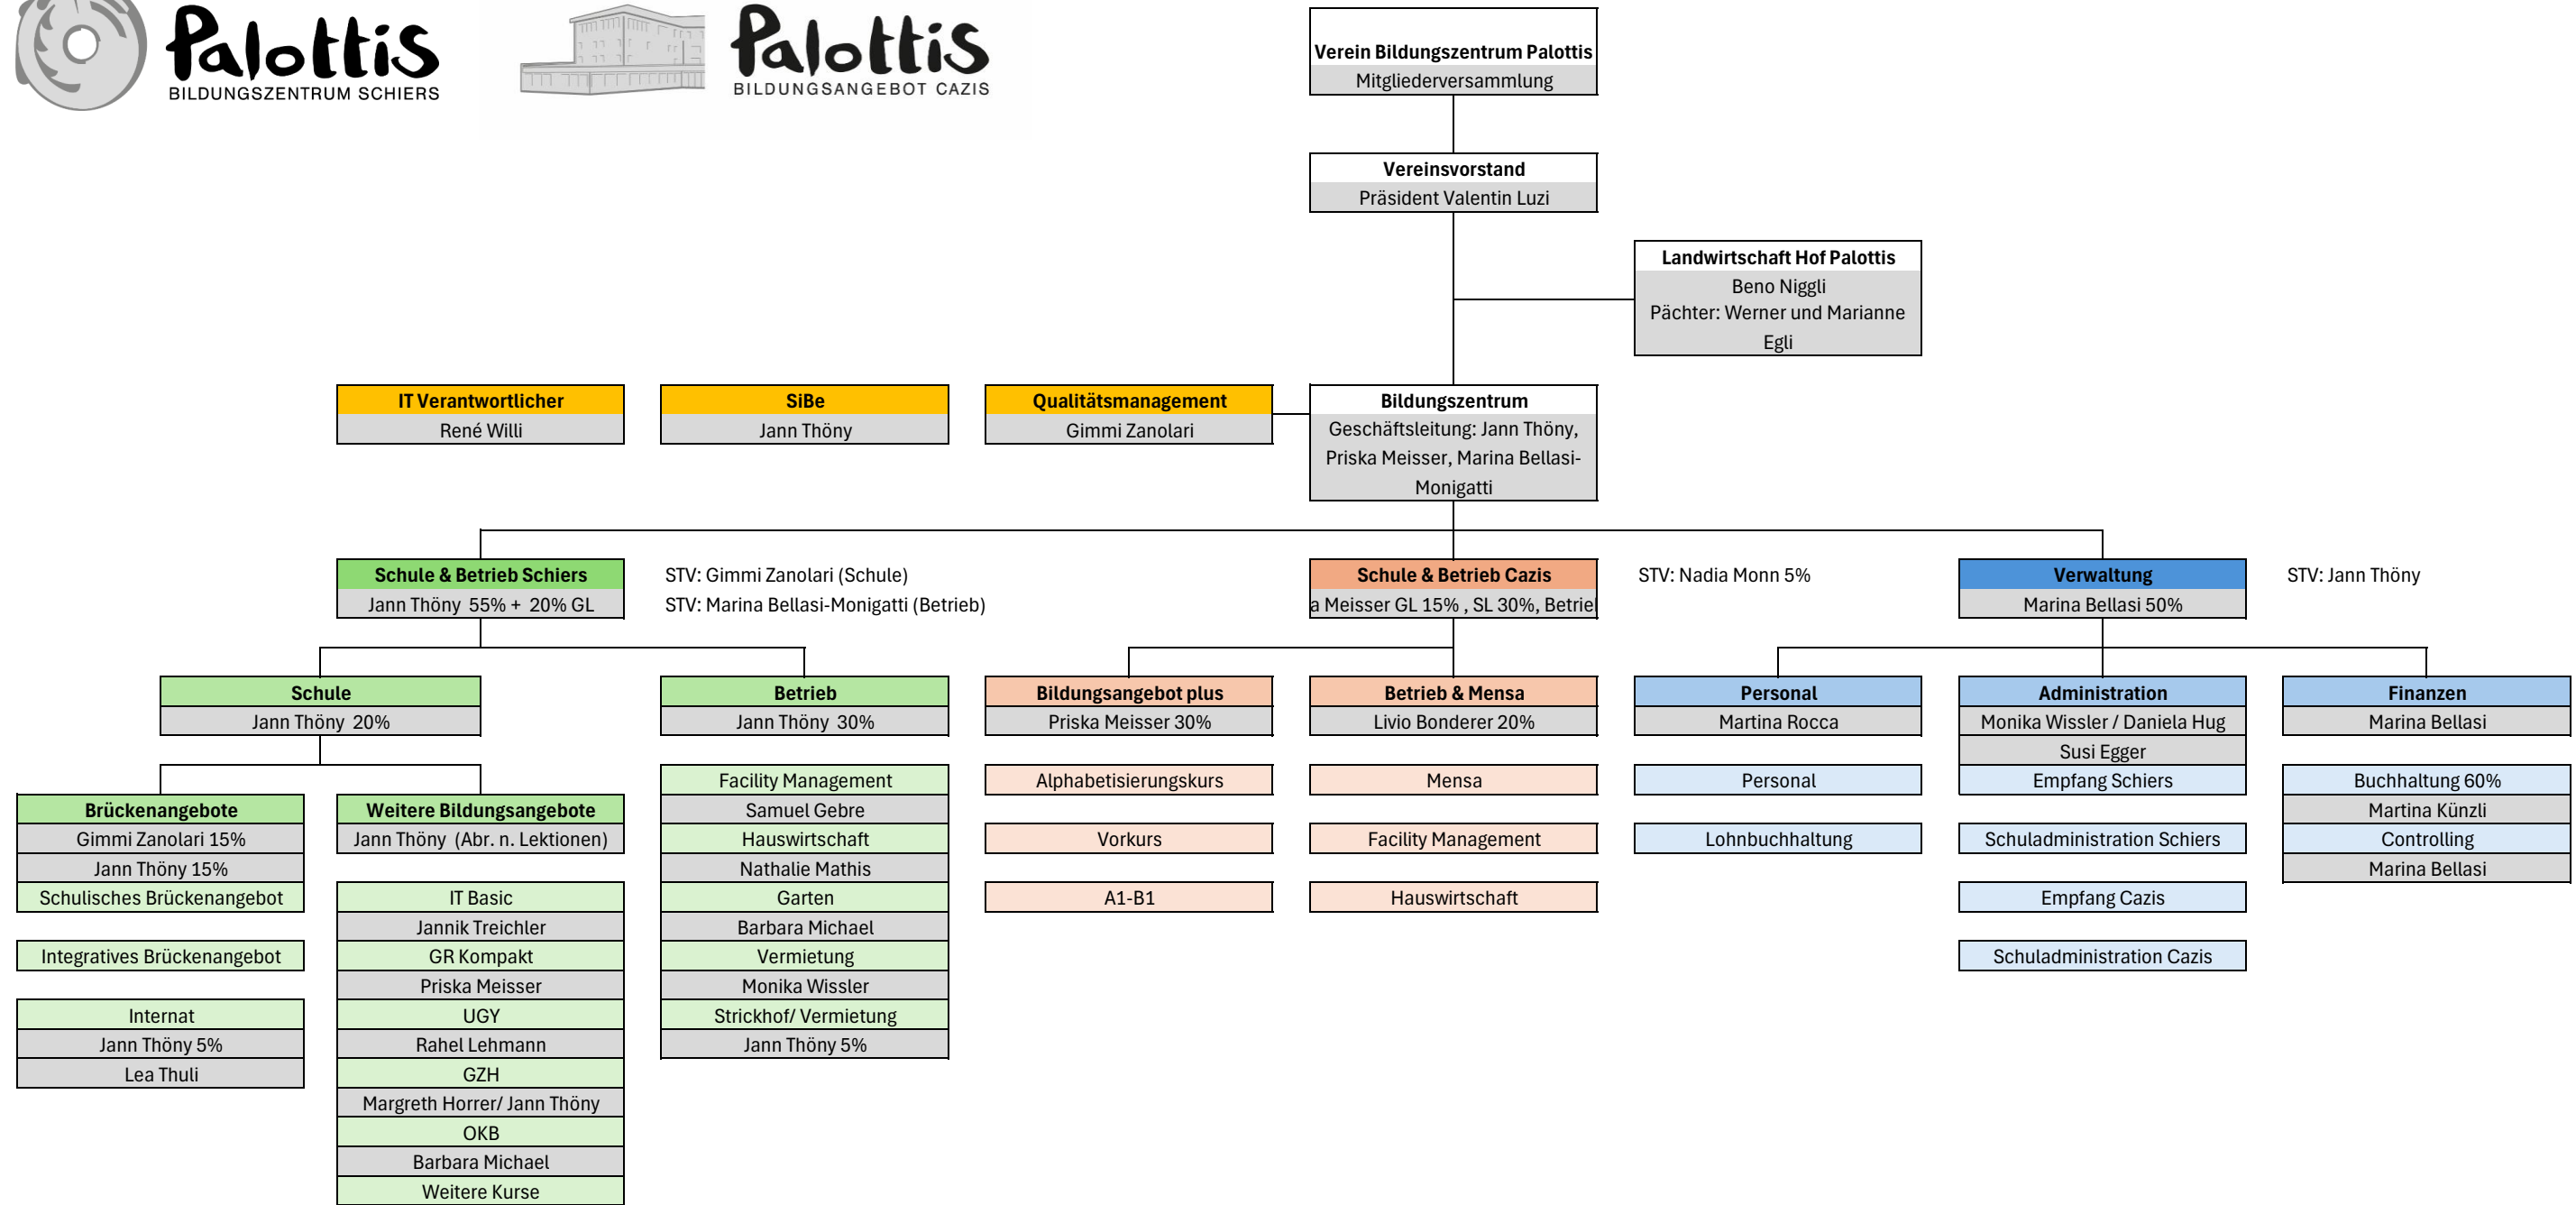 Palottis
BILDUNGSZENTRUM SCHIERS
Palottis
BILDUNGSANGEBOT CAZIS
Verein Bildungszentrum Palottis
Mitgliederversammlung
Vereinsvorstand
Präsident Valentin Luzi
Landwirtschaft Hof Palottis
Beno Niggli
Pächter: Werner und Marianne
Egli
IT Verantwortlicher
René Willi
SiBe
Jann Thöny
Qualitätsmanagement
Gimmi Zanolari
Bildungszentrum
Geschäftsleitung: Jann Thöny,
Priska Meisser, Marina Bellasi-
Monigatti
Schule & Betrieb Schiers
Jann Thöny 55% + 20% GL
STV: Gimmi Zanolari (Schule)
STV: Marina Bellasi-Monigatti (Betrieb)
Schule & Betrieb Cazis
a Meisser GL 15% , SL 30%, Betrie
STV: Nadia Monn 5%
Verwaltung
Marina Bellasi 50%
STV: Jann Thöny
Schule
Jann Thöny 20%
Brückenangebote
Gimmi Zanolari 15%
Jann Thöny 15%
Schulisches Brückenangebot
Integratives Brückenangebot
Internat
Jann Thöny 5%
Lea Thuli
Weitere Bildungsangebote
Jann Thöny (Abr. n. Lektionen)
IT Basic
Jannik Treichler
GR Kompakt
Priska Meisser
UGY
Rahel Lehmann
GZH
Margreth Horrer/ Jann Thöny
OKB
Barbara Michael
Weitere Kurse
Betrieb
Jann Thöny 30%
Facility Management
Samuel Gebre
Hauswirtschaft
Nathalie Mathis
Garten
Barbara Michael
Vermietung
Monika Wissler
Strickhof/ Vermietung
Jann Thöny 5%
Bildungsangebot plus
Priska Meisser 30%
Alphabetisierungskurs
Vorkurs
A1-B1
Betrieb & Mensa
Livio Bonderer 20%
Mensa
Facility Management
Hauswirtschaft
Personal
Martina Rocca
Personal
Lohnbuchhaltung
Administration
Monika Wissler / Daniela Hug
Susi Egger
Empfang Schiers
Schuladministration Schiers
Empfang Cazis
Schuladministration Cazis
Finanzen
Marina Bellasi
Buchhaltung 60%
Martina Künzli
Controlling
Marina Bellasi